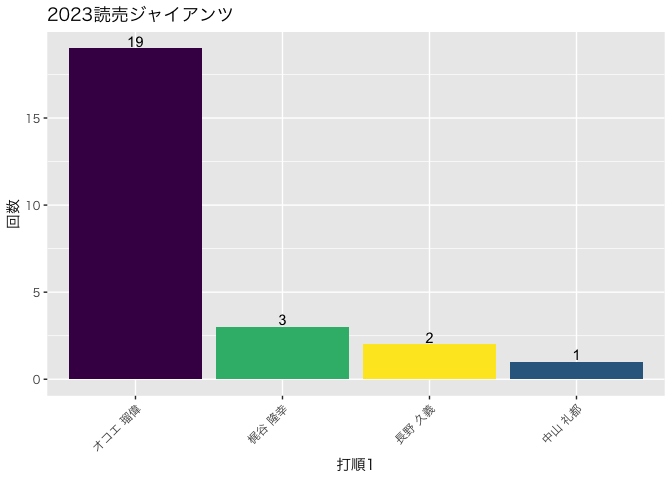 2023読売ジャイアンツ
19
3
2
1
15
10
5
0
回数
オコエ 瑠偉
梶谷 隆幸
長野 久義
中山 礼都
打順1